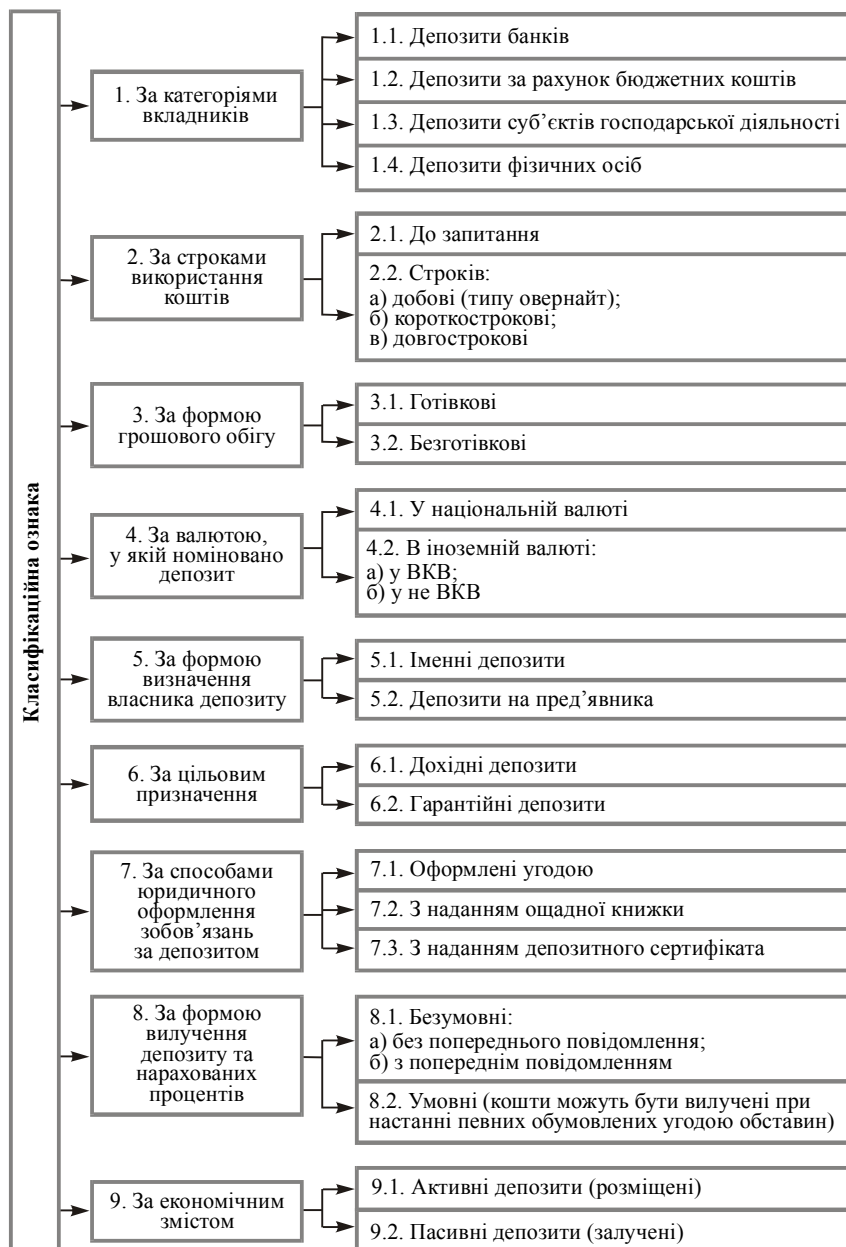 Класифікаційна ознака
1. За категоріями
вкладників
1.1. Депозити банків
1.2. Депозити за рахунок бюджетних коштів
1.3. Депозити суб’єктів господарської діяльності
1.4. Депозити фізичних осіб
2. За строками
використання
коштів
2.1. До запитання
2.2. Строків:
а) добові (типу овернайт);
б) короткострокові;
в) довгострокові
3. За формою
грошового обігу
3.1. Готівкові
3.2. Безготівкові
4. За валютою,
у якій номіновано
депозит
4.1. У національній валюті
4.2. В іноземній валюті:
а) у ВКВ;
б) у не ВКВ
5. За формою
визначення
власника депозиту
5.1. Іменні депозити
5.2. Депозити на пред’явника
6. За цільовим
призначення
6.1. Дохідні депозити
6.2. Гарантійні депозити
7. За способами
юридичного
оформлення
зобов’язань
за депозитом
7.1. Оформлені угодою
7.2. З наданням ощадної книжки
7.3. З наданням депозитного сертифіката
8. За формою
вилучення
депозиту та
нарахованих
процентів
8.1. Безумовні:
а) без попереднього повідомлення;
б) з попереднім повідомленням
8.2. Умовні (кошти можуть бути вилучені при
настанні певних обумовлених угодою обставин)
9. За економічним
змістом
9.1. Активні депозити (розміщені)
9.2. Пасивні депозити (залучені)